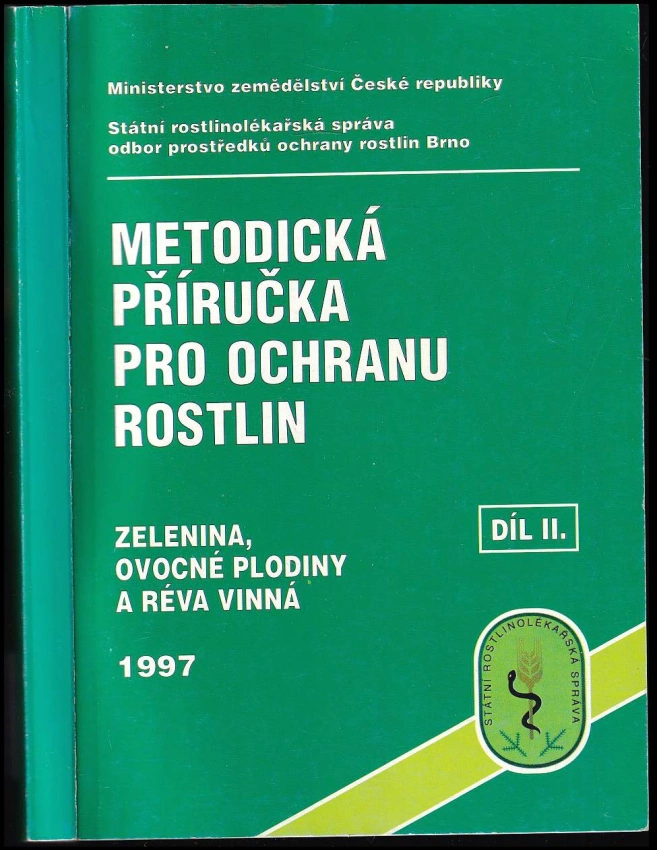 Ministerstvo zemědělství České republiky
Státní rostlinolékařská správa
odbor prostředků ochrany rostlin Brno
METODICKÁ
PŘÍRUČKA
PRO OCHRANU
ROSTLIN
DÍL II.
ZELENINA,
OVOCNÉ PLODINY
A RÉVA VINNÁ
1997
STÁTNÍ ROSTLINOLÉKAŘSKÁ SPRÁVA